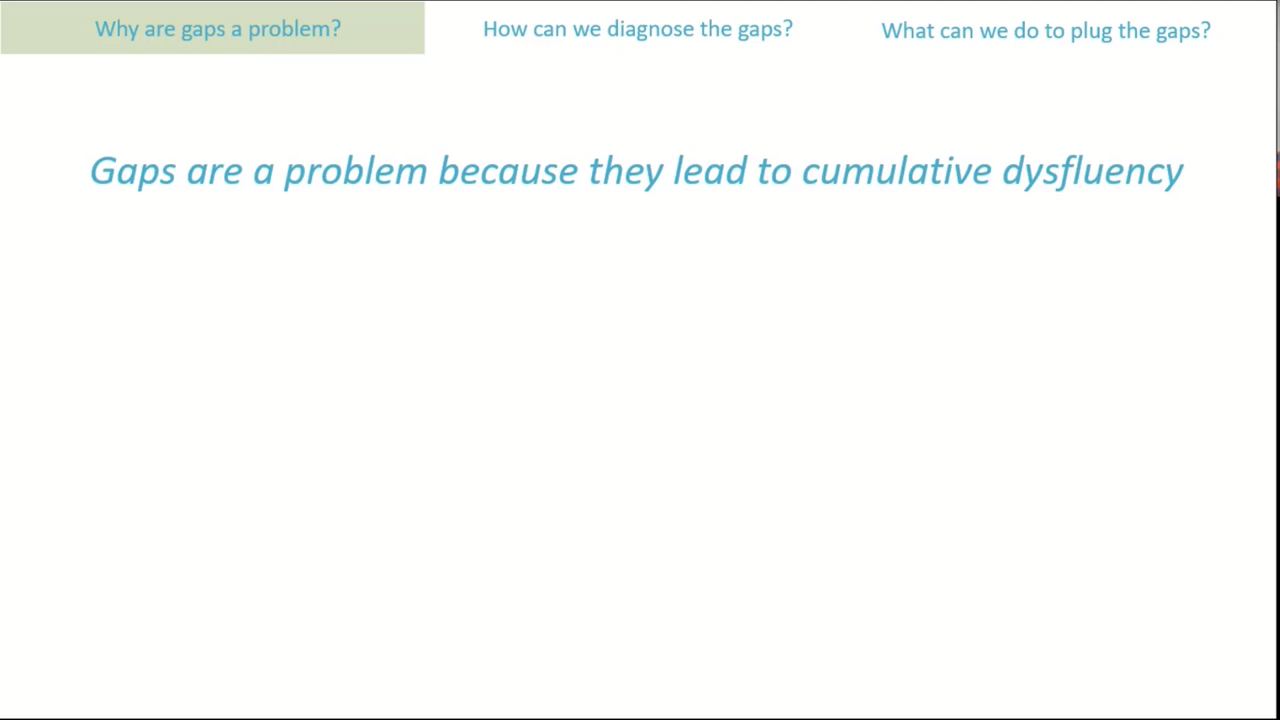 Why are gaps a problem?
How can we diagnose the gaps?
What can we do to plug the gaps?
Gaps are a problem because they lead to cumulative dysfluency